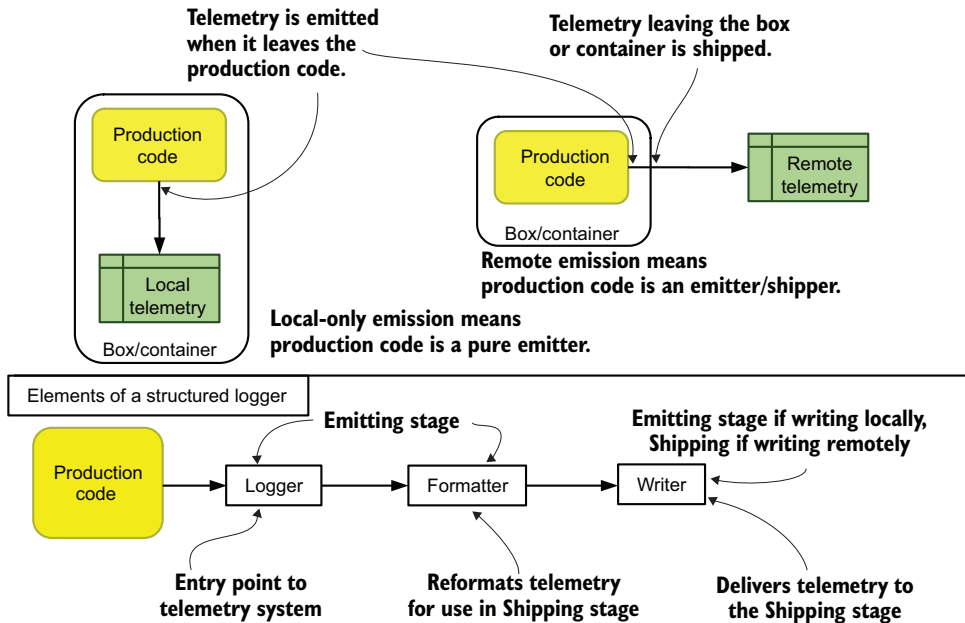 Telemetry is emitted
when it leaves the
production code.
Telemetry leaving the box
or container is shipped.
Production
code
Local
telemetry
Box/container
Production
code
Box/container
Remote
telemetry
Remote emission means
production code is an emitter/shipper.
Local-only emission means
production code is a pure emitter.
Elements of a structured logger
Emitting stage
Emitting stage if writing locally,
Shipping if writing remotely
Production
code
Logger
Formatter
Writer
Entry point to
telemetry system
Reformats telemetry
for use in Shipping stage
Delivers telemetry to
the Shipping stage